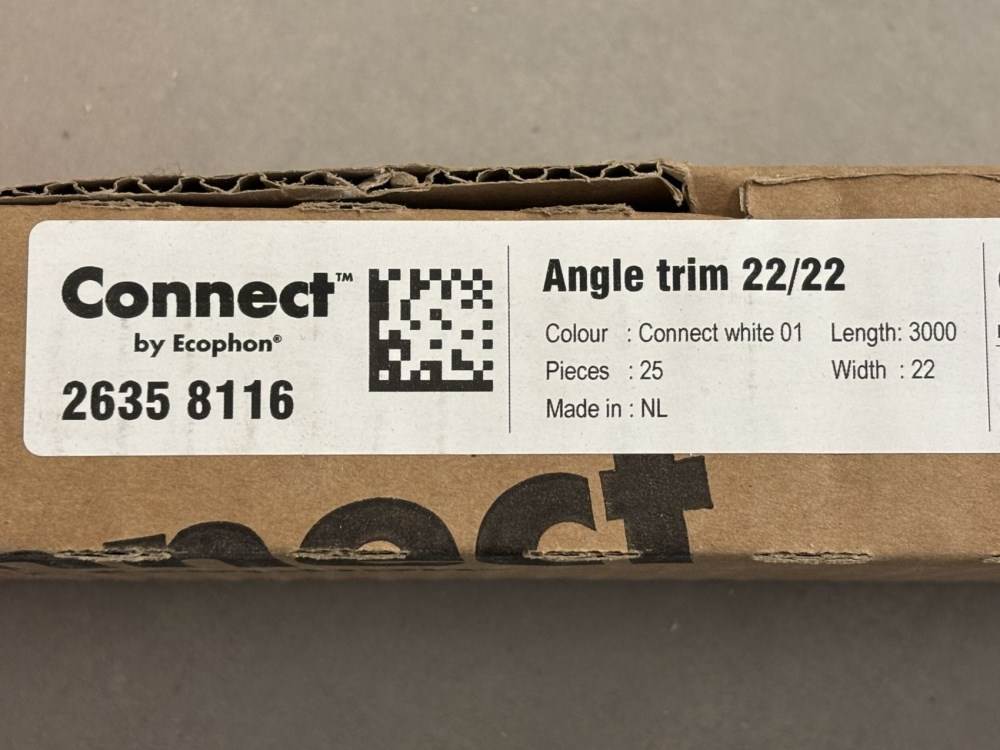 Connect™
by Ecophon®
2635 8116
Angle trim 22/22
Colour : Connect white 01 Length: 3000
Pieces : 25 Width : 22
Made in : NL
nnect